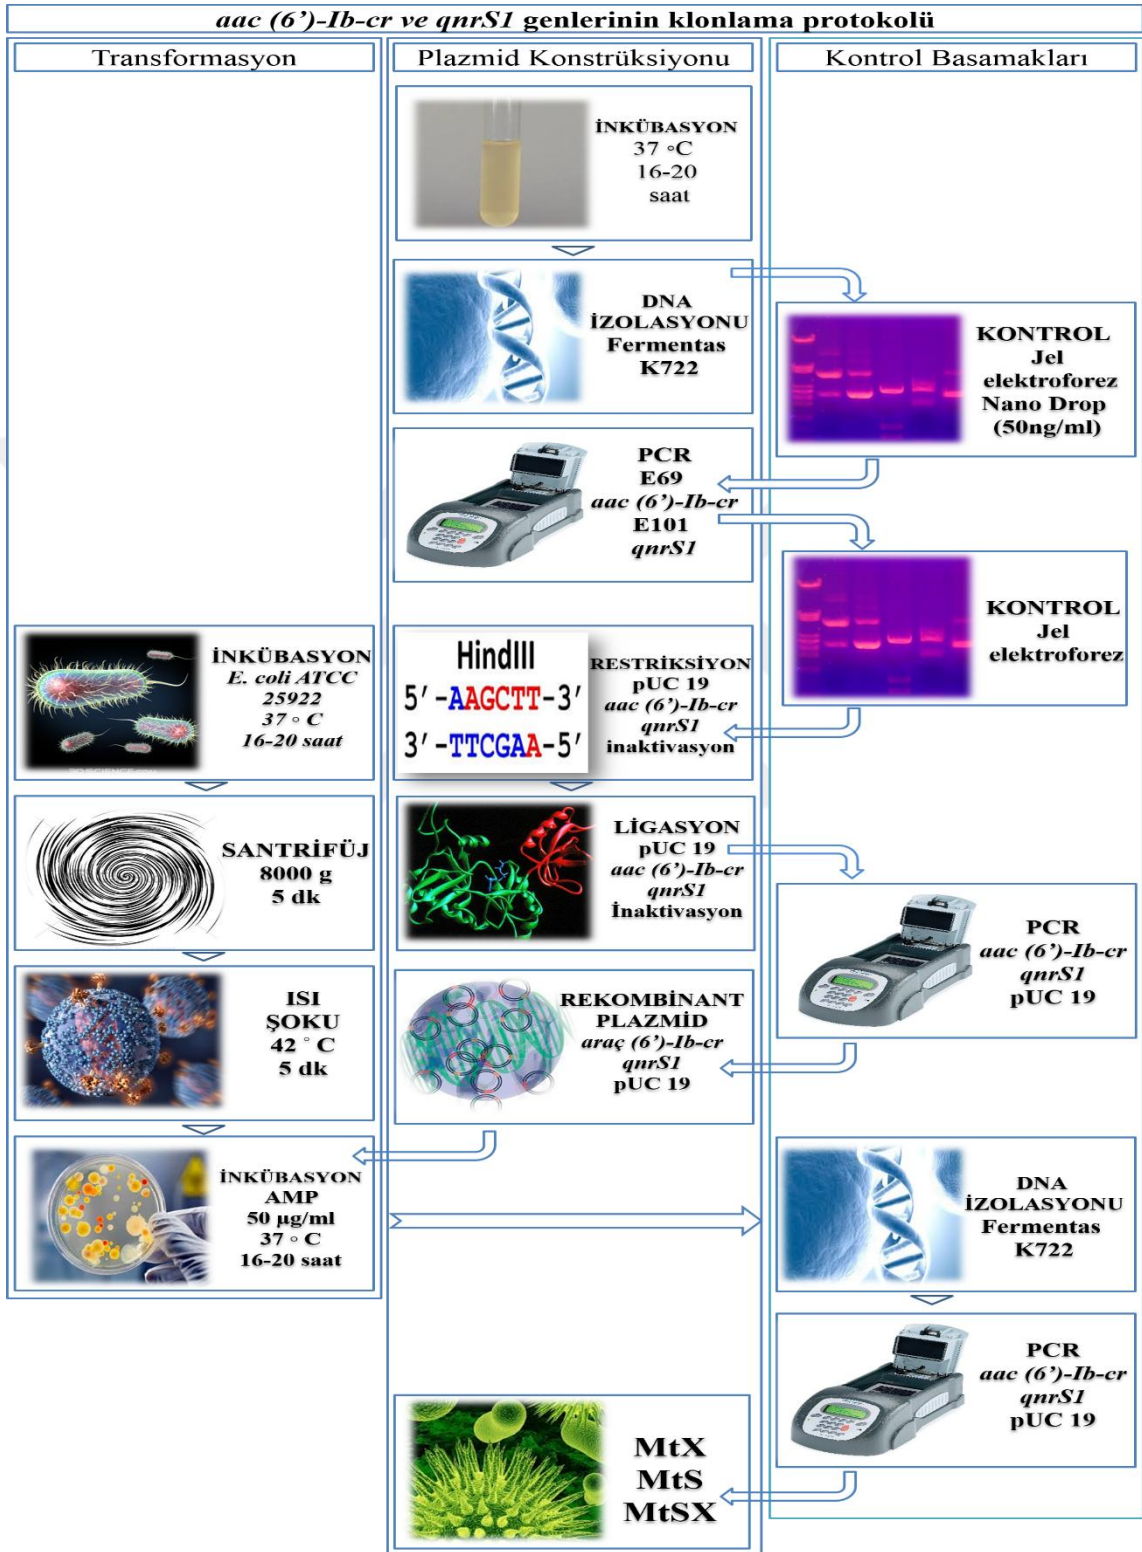 aac (6’)-Ib-cr ve qnrS1 genlerinin klonlama protokolü
Transformasyon
Plazmid Konstrüksiyonu
Kontrol Basamakları
İNKÜBASYON
37 °C
16-20
saat
DNA
İZOLASYONU
Fermentas
K722
KONTROL
Jel
elektroforez
Nano Drop
(50ng/ml)
PCR
E69
aac (6’)-Ib-cr
E101
qnrS1
KONTROL
Jel
elektroforez
İNKÜBASYON
E. coli ATCC
25922
37 ° C
16-20 saat
HindIII
5’-AAGCTT-3’
3’-TTCGAA-5’
RESTRİKSİYON
pUC 19
aac (6’)-Ib-cr
qnrS1
inaktivasyon
SANTRİFÜJ
8000 g
5 dk
LİGASYON
pUC 19
aac (6’)-Ib-cr
qnrS1
İnaktivasyon
PCR
aac (6’)-Ib-cr
qnrS1
pUC 19
ISI
ŞOKU
42 ° C
5 dk
REKOMBİNANT
PLAZMİD
araç (6’)-Ib-cr
qnrS1
pUC 19
İNKÜBASYON
AMP
50 µg/ml
37 ° C
16-20 saat
DNA
İZOLASYONU
Fermentas
K722
PCR
aac (6’)-Ib-cr
qnrS1
pUC 19
MtX
MtS
MtSX